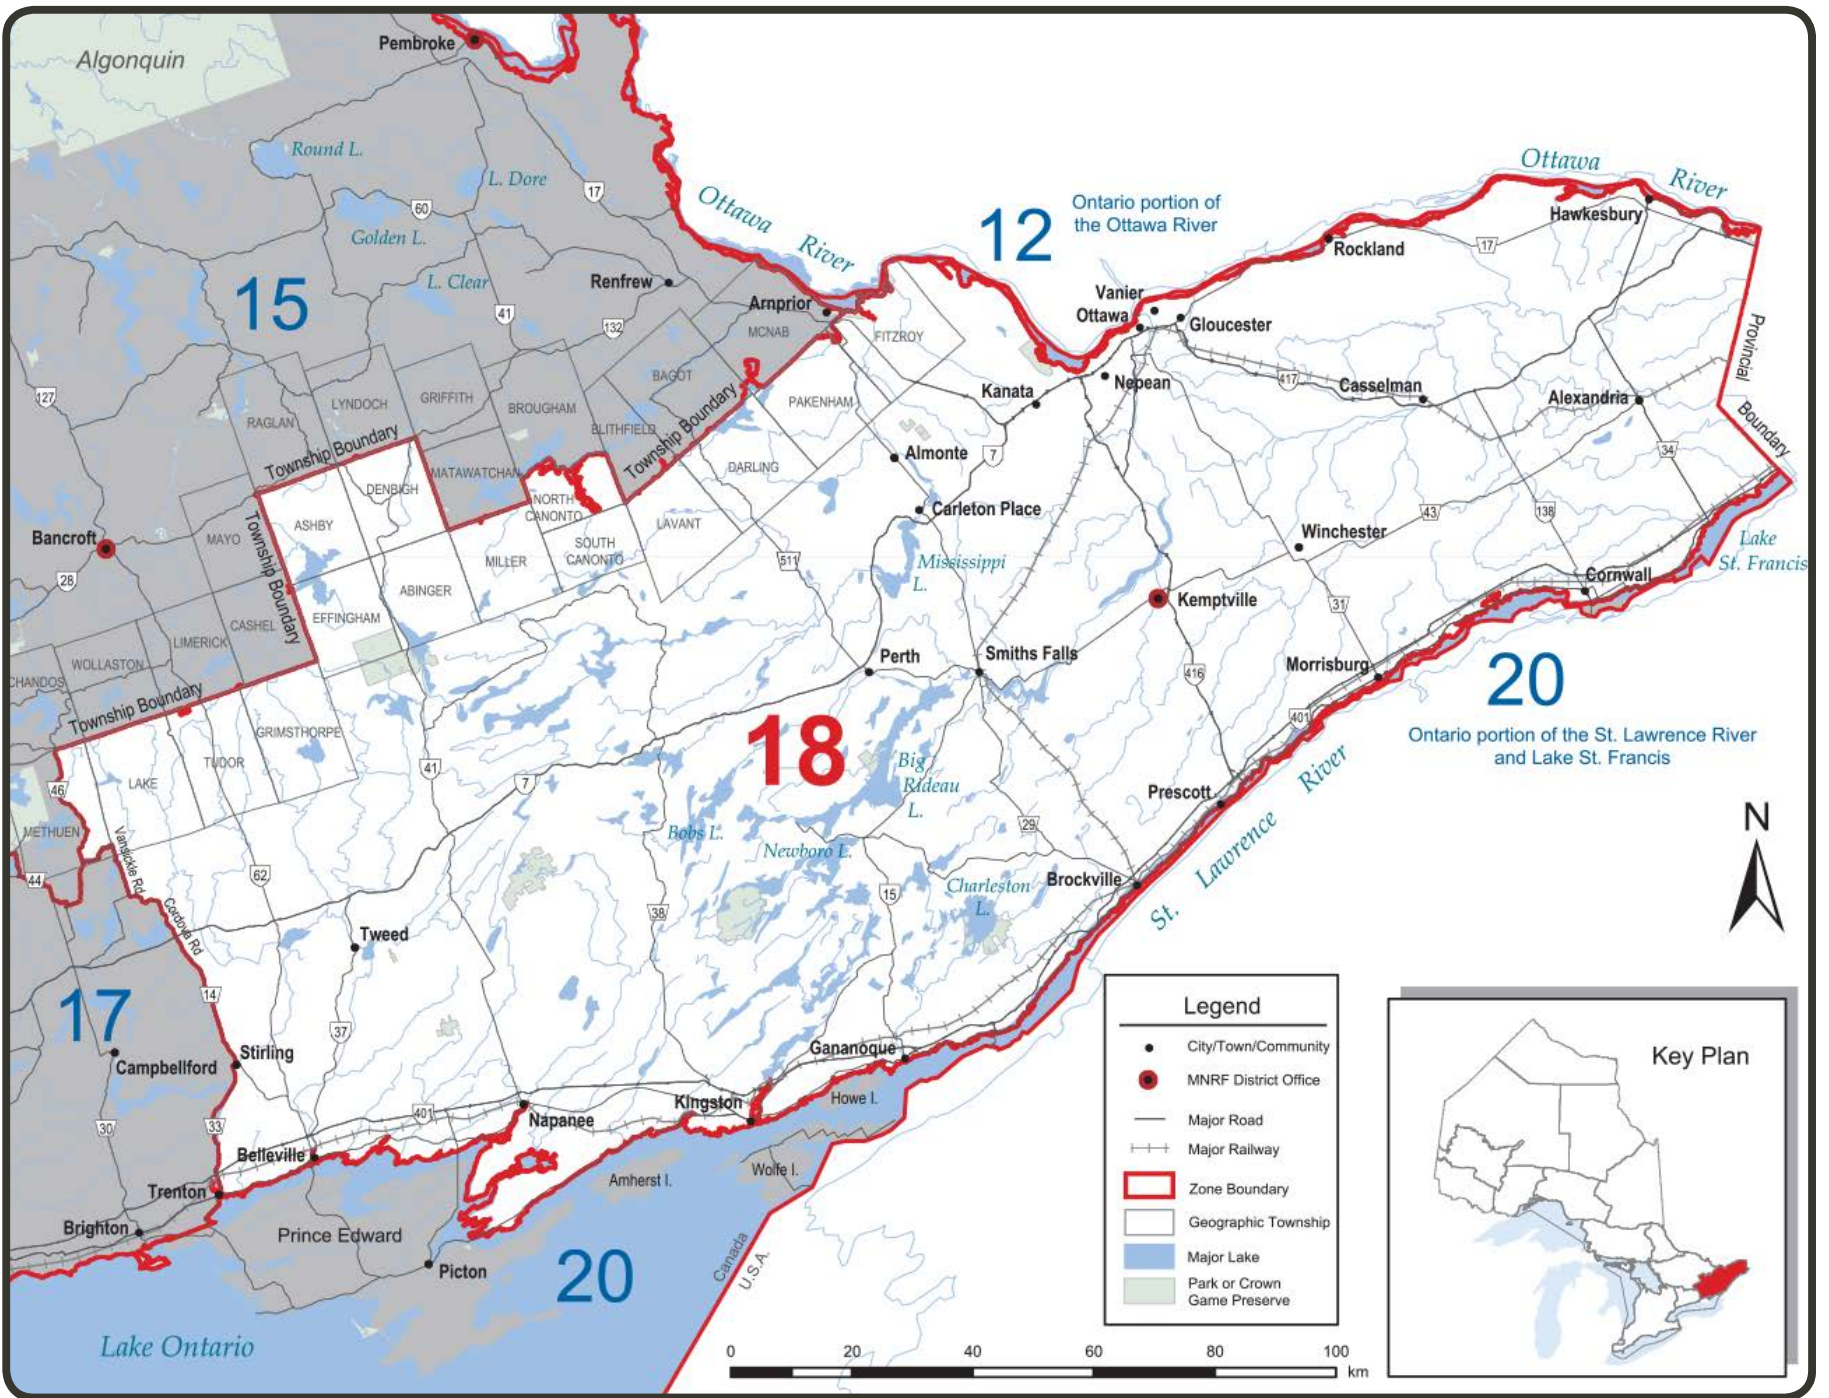 Algonquin
Pembroke
Round L.
L. Dore
17
60
Golden L.
L. Clear
15
Renfrew
41
132
127
Ottawa River
12
Ontario portion of
the Ottawa River
Ottawa River
Hawkesbury
Rockland
17
Vanier
Ottawa
Gloucester
Arnprior
MCNAB
FITZROY
Kanata
Nepean
417
Casselman
Alexandria
Provincial Boundary
34
BAGOT
PAKENHAM
GRIFFITH
LYNDOCH
BROUGHAM
RAGLAN
BLITHFIELD
Township Boundary
Township Boundary
MATAWATCHAN
DENBIGH
DARLING
Almonte
7
NORTH
CANONTO
ASHBY
LAVANT
Carleton Place
Bancroft
MAYO
Township Boundary
SOUTH
CANONTO
MILLER
511
Mississippi
L.
Winchester
43
138
Lake
St. Francis
Cornwall
28
ABINGER
EFFINGHAM
CASHEL
LIMERICK
WOLLASTON
CHANDOS
Kemptville
31
Perth
Smiths Falls
Morrisburg
416
20
Ontario portion of the St. Lawrence River
and Lake St. Francis
Township Boundary
GRIMSTHORPE
TUDOR
LAKE
18
401
41
7
46
METHUEN
Vansickle Rd
Big
Rideau
L.
Prescott
St. Lawrence River
N
Bobs L.
Newboro L.
29
44
62
Cordova Rd
38
15
Charleston
L.
Brockville
Tweed
17
14
37
Campbellford
Stirling
Gananoque
Howe I.
Kingston
401
Napanee
30
33
Belleville
Trenton
Amherst I.
Wolfe I.
Brighton
Prince Edward
Picton
20
Canada
U.S.A.
Lake Ontario
Legend
City/Town/Community
MNRF District Office
Major Road
Major Railway
Zone Boundary
Geographic Township
Major Lake
Park or Crown
Game Preserve
Key Plan
0 20 40 60 80 100
km